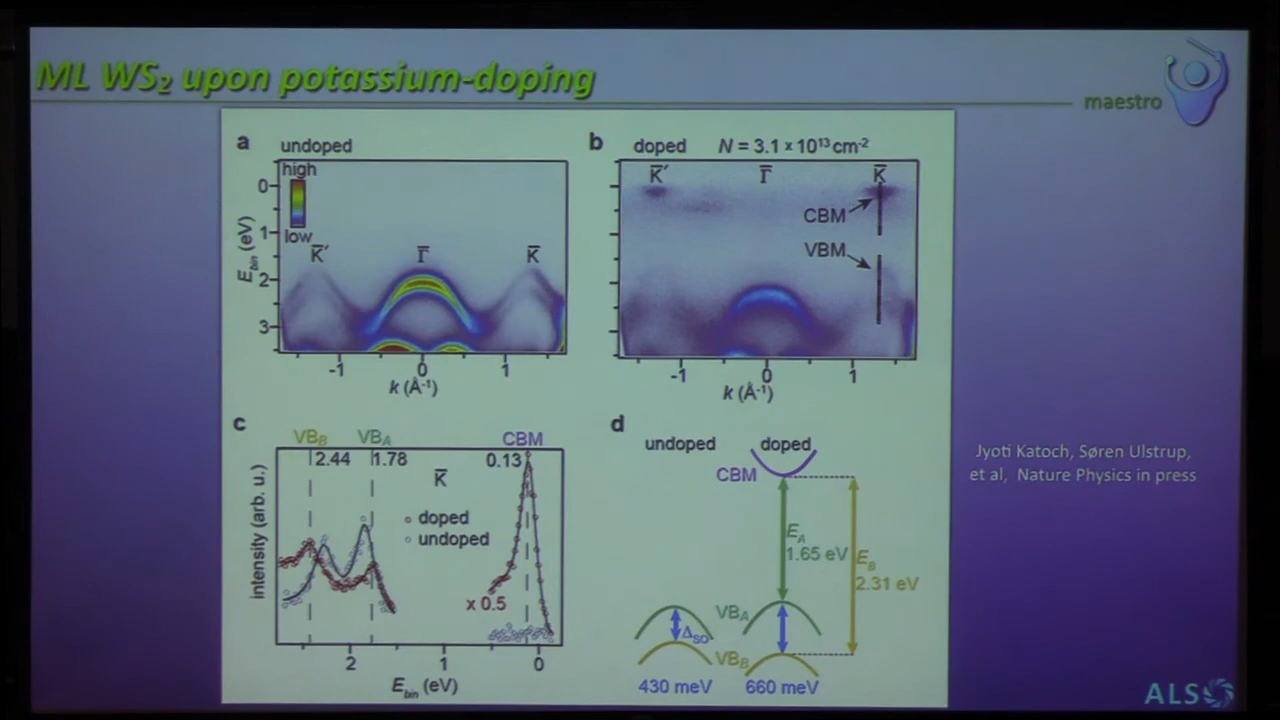 ML WS₂ upon potassium-doping
maestro
a undoped
high
low
0
1
2
3
E_bin (eV)
K̅′ Γ̅ K̅
-1 0 1
k (Å⁻¹)
b doped N = 3.1 x 10¹³ cm⁻²
K̅′ Γ̅ K̅
CBM
VBM
-1 0 1
k (Å⁻¹)
c
VB_B VB_A CBM
2.44 1.78 0.13
K̅
doped
undoped
x 0.5
intensity (arb. u.)
2 1 0
E_bin (eV)
d
undoped doped
CBM
E_A
1.65 eV
E_B
2.31 eV
VB_A
Δ_SO
VB_B
430 meV 660 meV
Jyoti Katoch, Søren Ulstrup,
et al, Nature Physics in press
ALS